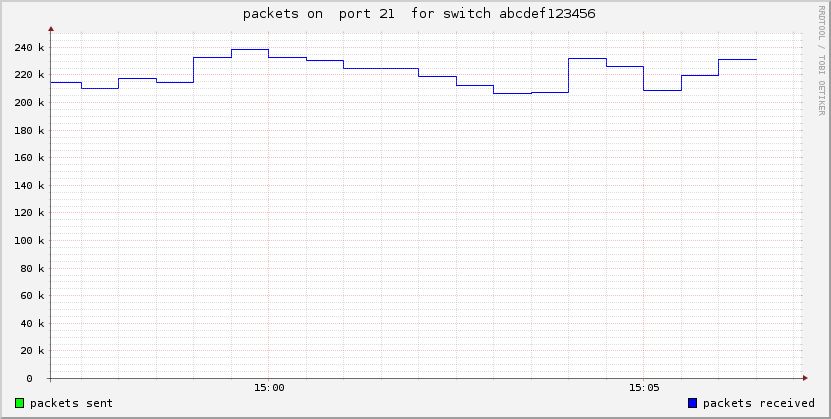 packets on  port 21  for switch abcdef123456
RRDTOOL / TOBI OETIKER
240 k
220 k
200 k
180 k
160 k
140 k
120 k
100 k
80 k
60 k
40 k
20 k
0
15:00 15:05
packets sent packets received